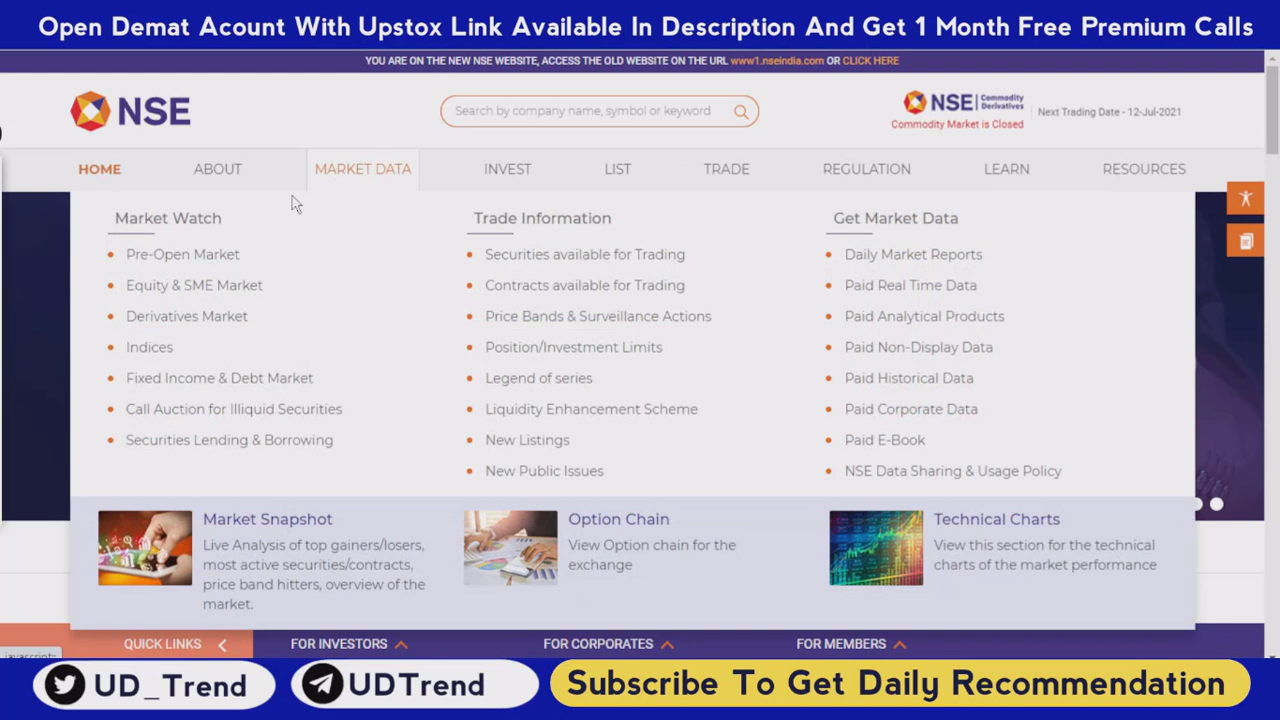 Open Demat Acount With Upstox Link Available In Description And Get 1 Month Free Premium Calls
YOU ARE ON THE NEW NSE WEBSITE, ACCESS THE OLD WEBSITE ON THE URL www1.nseindia.com OR CLICK HERE
NSE
Search by company name, symbol or keyword
NSE Commodity Derivatives
Commodity Market is Closed
Next Trading Date - 12-Jul-2021
HOME ABOUT MARKET DATA INVEST LIST TRADE REGULATION LEARN RESOURCES
Market Watch
Pre-Open Market
Equity & SME Market
Derivatives Market
Indices
Fixed Income & Debt Market
Call Auction for Illiquid Securities
Securities Lending & Borrowing
Trade Information
Securities available for Trading
Contracts available for Trading
Price Bands & Surveillance Actions
Position/Investment Limits
Legend of series
Liquidity Enhancement Scheme
New Listings
New Public Issues
Get Market Data
Daily Market Reports
Paid Real Time Data
Paid Analytical Products
Paid Non-Display Data
Paid Historical Data
Paid Corporate Data
Paid E-Book
NSE Data Sharing & Usage Policy
Market Snapshot
Live Analysis of top gainers/losers,
most active securities/contracts,
price band hitters, overview of the
market.
Option Chain
View Option chain for the
exchange
Technical Charts
View this section for the technical
charts of the market performance
QUICK LINKS FOR INVESTORS FOR CORPORATES FOR MEMBERS
UD_Trend UDTrend Subscribe To Get Daily Recommendation